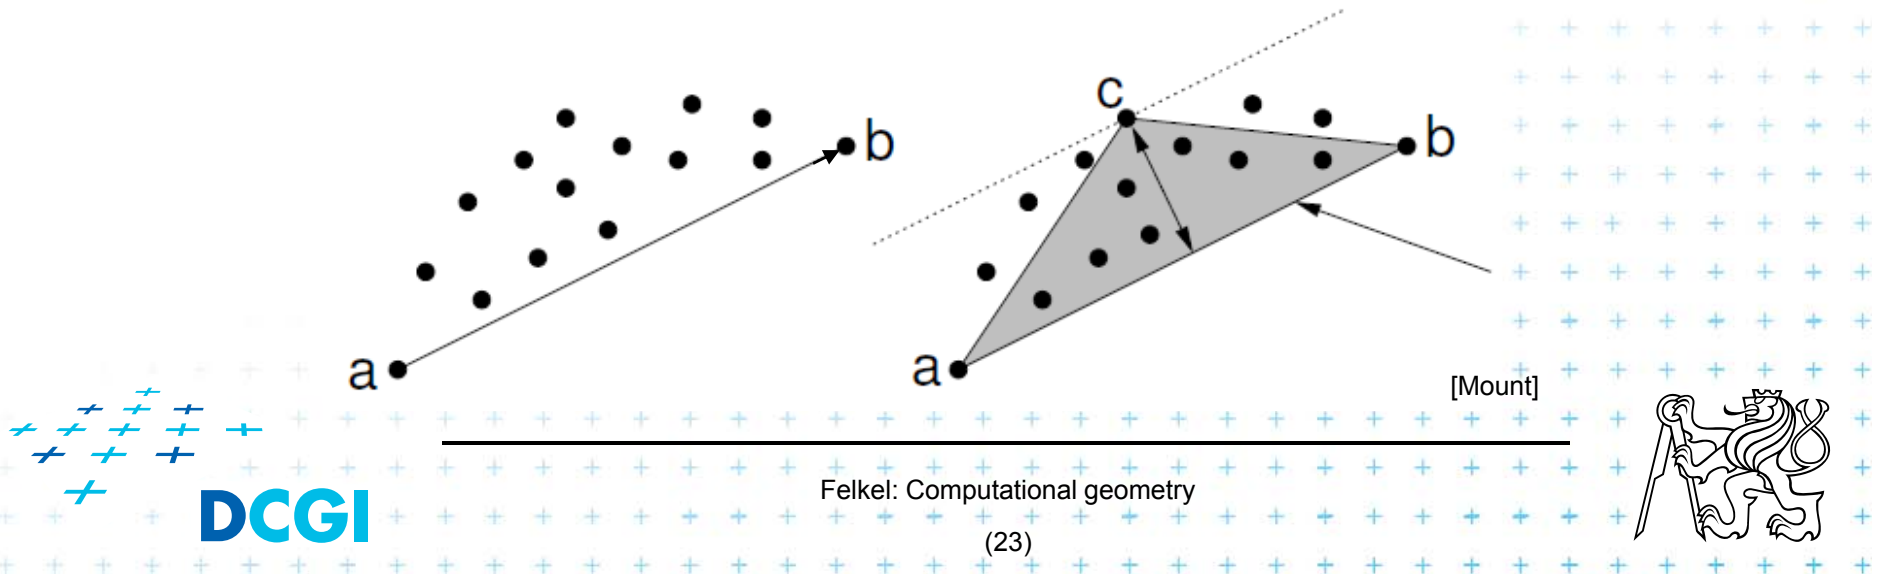 c
b
b
a
a
[Mount]
Felkel: Computational geometry
DCGI
(23)